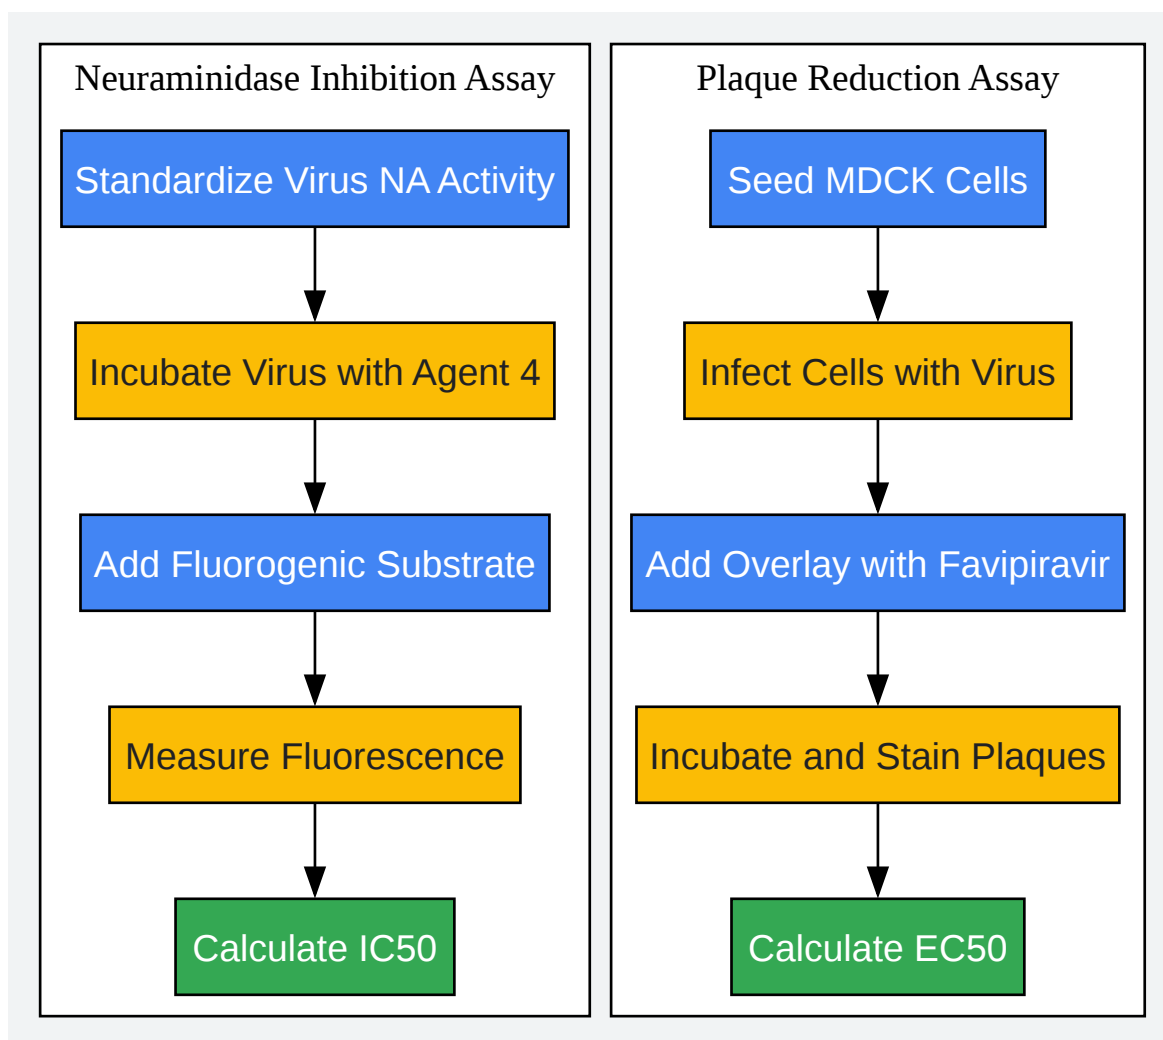 Neuraminidase Inhibition Assay
Standardize Virus NA Activity
Incubate Virus with Agent 4
Add Fluorogenic Substrate
Measure Fluorescence
Calculate IC50
Plaque Reduction Assay
Seed MDCK Cells
Infect Cells with Virus
Add Overlay with Favipiravir
Incubate and Stain Plaques
Calculate EC50